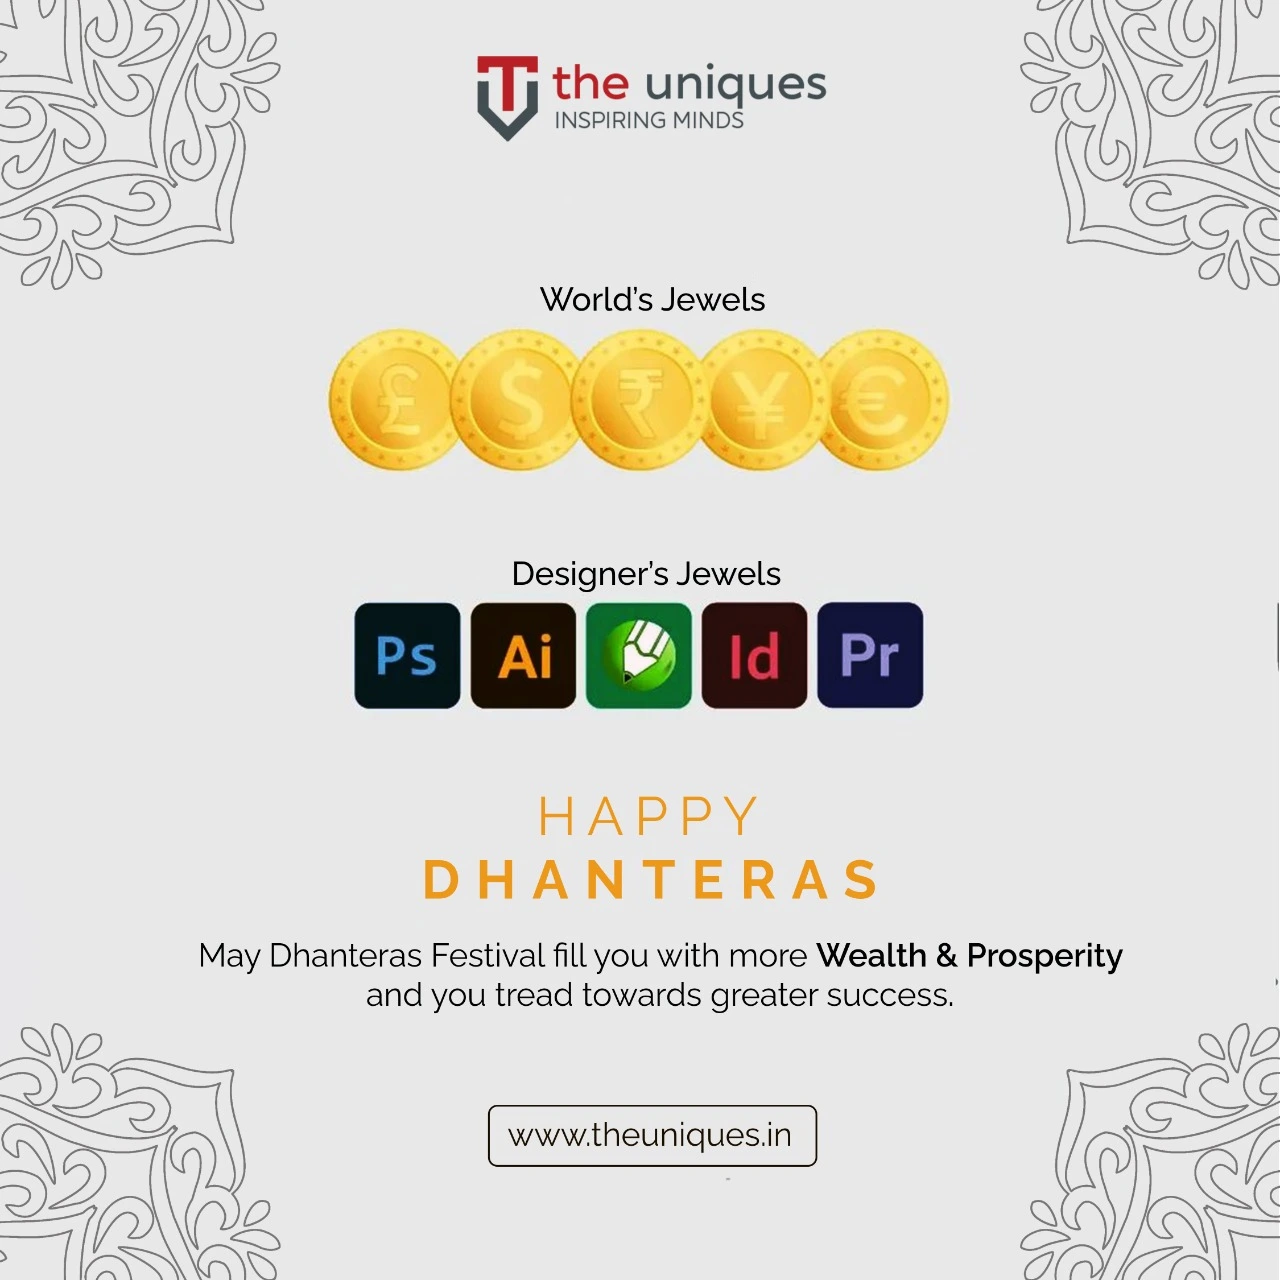 the uniques
INSPIRING MINDS
World's Jewels
£ $ ₹ ¥ €
Designer's Jewels
Ps Ai Id Pr
HAPPY
DHANTERAS
May Dhanteras Festival fill you with more Wealth & Prosperity
and you tread towards greater success.
www.theuniques.in